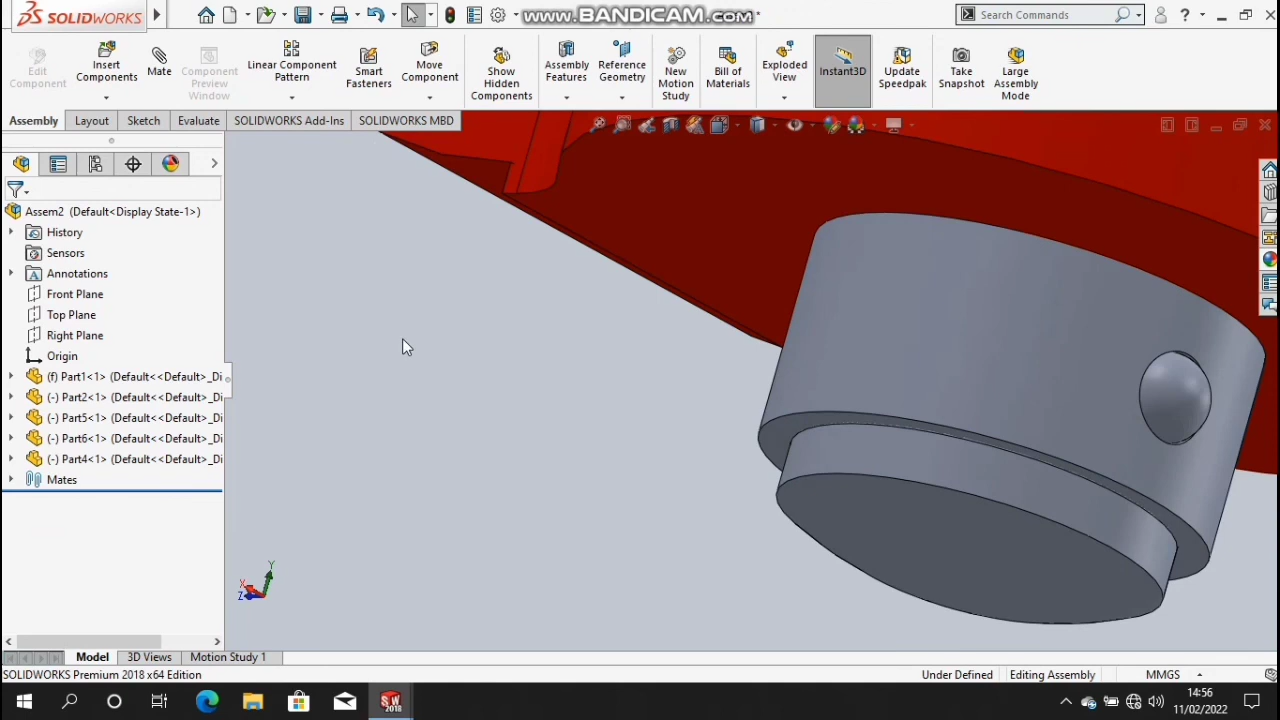 SOLIDWORKS
www.BANDICAM.com
*
Search Commands
?
Edit Component
Insert Components
Mate
Component Preview Window
Linear Component Pattern
Smart Fasteners
Move Component
Show Hidden Components
Assembly Features
Reference Geometry
New Motion Study
Bill of Materials
Exploded View
Instant3D
Update Speedpak
Take Snapshot
Large Assembly Mode
Assembly
Layout
Sketch
Evaluate
SOLIDWORKS Add-Ins
SOLIDWORKS MBD
Assem2 (Default<Display State-1>)
History
Sensors
Annotations
Front Plane
Top Plane
Right Plane
Origin
(f) Part1<1> (Default<<Default>_Di
(-) Part2<1> (Default<<Default>_Di
(-) Part5<1> (Default<<Default>_Di
(-) Part6<1> (Default<<Default>_Di
(-) Part4<1> (Default<<Default>_Di
Mates
Y
X
Z
Model
3D Views
Motion Study 1
SOLIDWORKS Premium 2018 x64 Edition
Under Defined
Editing Assembly
MMGS
SW
2018
14:56
11/02/2022